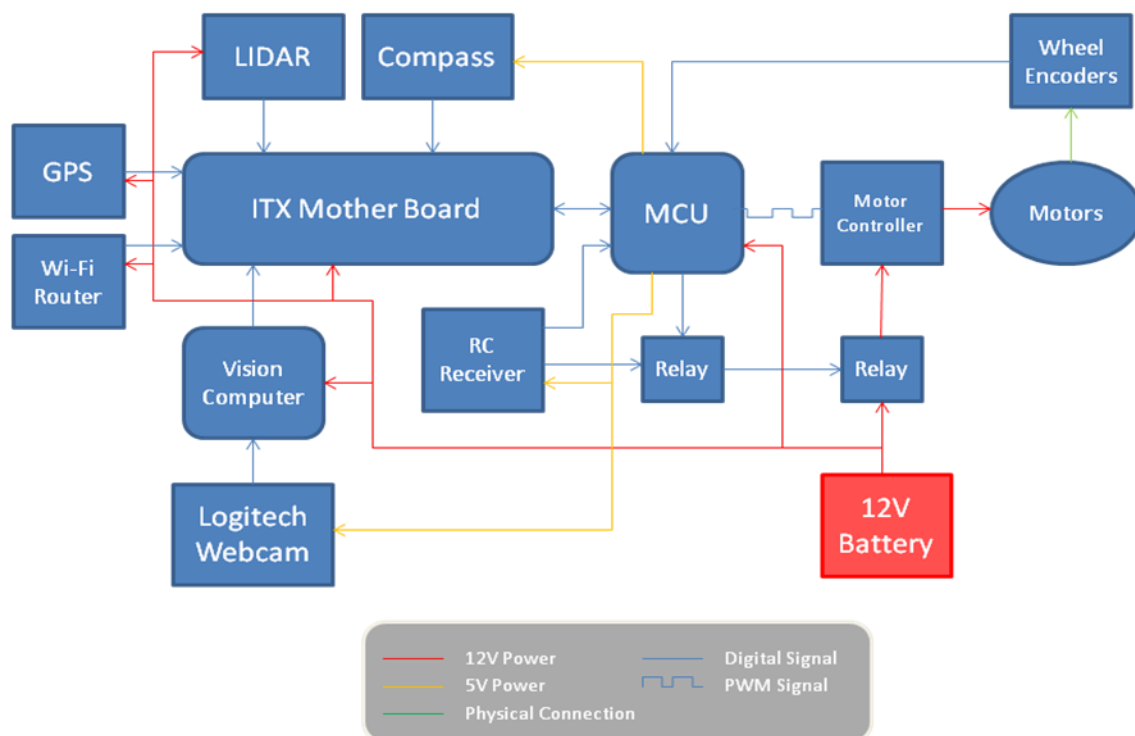 LIDAR
Compass
Wheel
Encoders
GPS
ITX Mother Board
MCU
Motor
Controller
Motors
Wi-Fi
Router
Vision
Computer
RC
Receiver
Relay
Relay
Logitech
Webcam
12V
Battery
12V Power
Digital Signal
5V Power
PWM Signal
Physical Connection